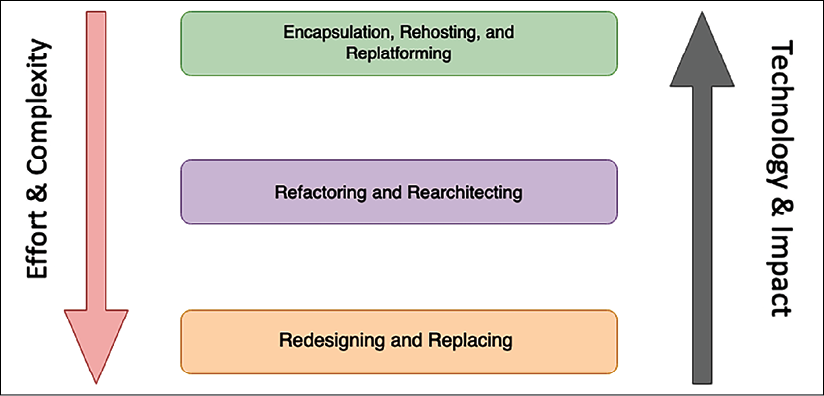 Effort & Complexity
Encapsulation, Rehosting, and
Replatforming
Refactoring and Rearchitecting
Redesigning and Replacing
Technology & Impact